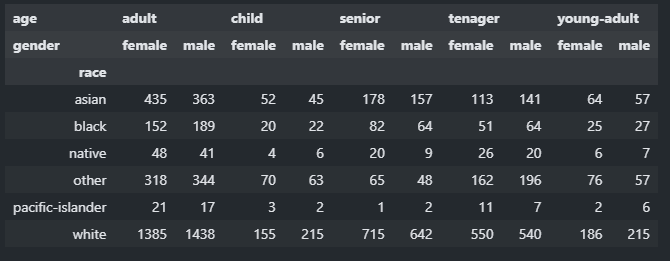 age adult child senior tenager young-adult
gender female male female male female male female male female male
race
asian 435 363 52 45 178 157 113 141 64 57
black 152 189 20 22 82 64 51 64 25 27
native 48 41 4 6 20 9 26 20 6 7
other 318 344 70 63 65 48 162 196 76 57
pacific-islander 21 17 3 2 1 2 11 7 2 6
white 1385 1438 155 215 715 642 550 540 186 215